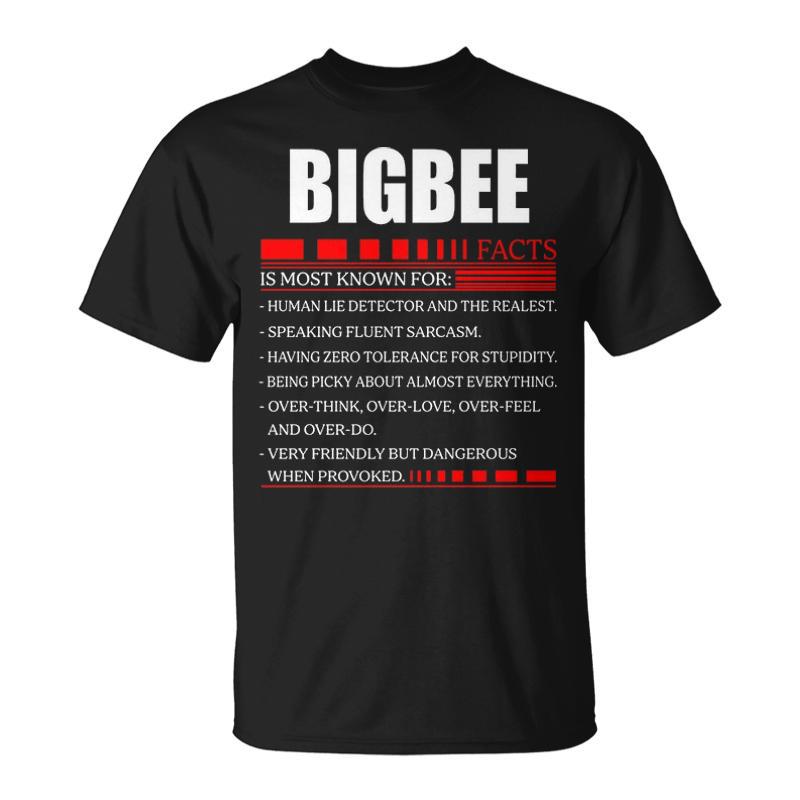 BIGBEE
FACTS
IS MOST KNOWN FOR:
- HUMAN LIE DETECTOR AND THE REALEST.
- SPEAKING FLUENT SARCASM.
- HAVING ZERO TOLERANCE FOR STUPIDITY.
- BEING PICKY ABOUT ALMOST EVERYTHING.
- OVER-THINK, OVER-LOVE, OVER-FEEL
AND OVER-DO.
- VERY FRIENDLY BUT DANGEROUS
WHEN PROVOKED.